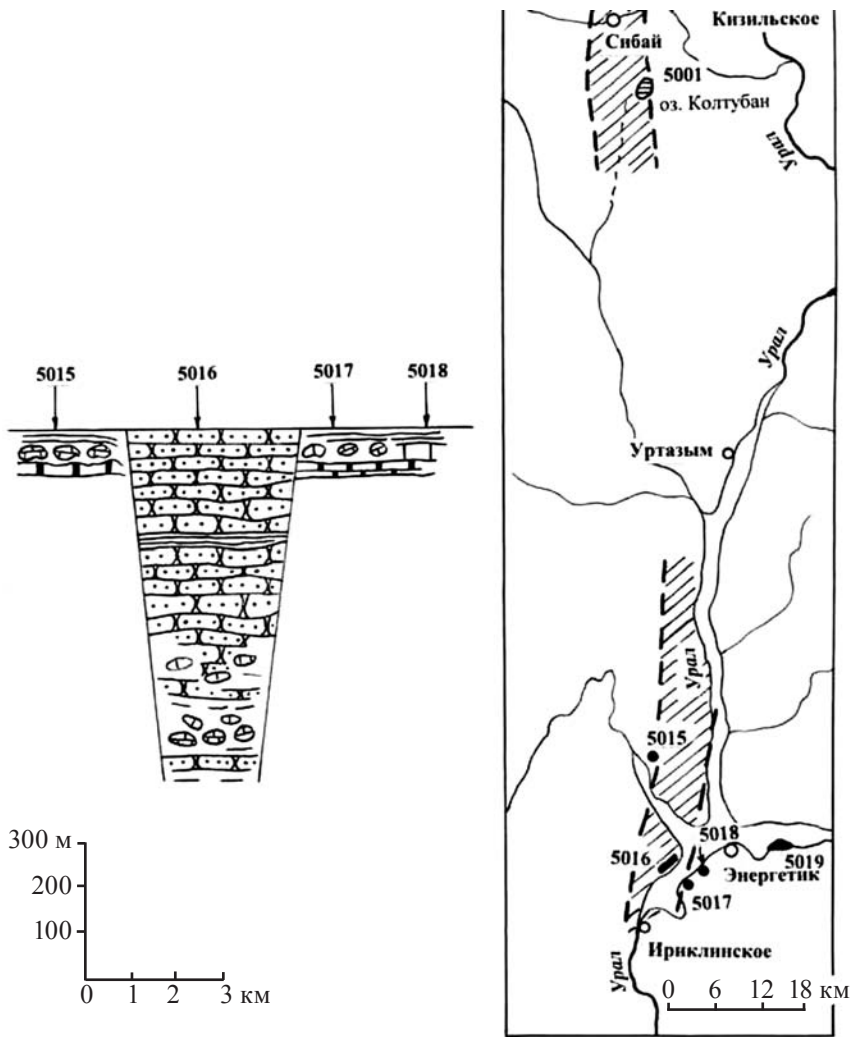 5015 5016 5017 5018
300 м
200
100
0 1 2 3 км
Кизильское
Сибай
5001
оз. Колтубан
Урал
Урал
Уртазым
Урал
5015
5018
5016
5019
Энергетик
5017
Ириклинское
Урал
0 6 12 18 км